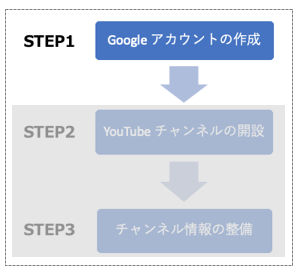 STEP1 Google アカウントの作成
STEP2 YouTube チャンネルの開設
STEP3 チャンネル情報の整備